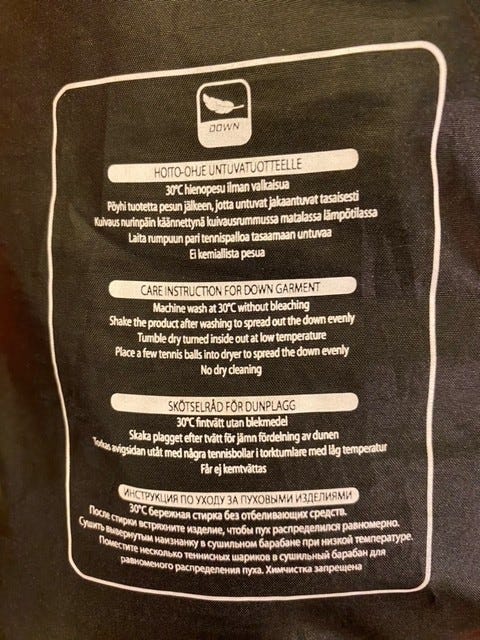 DOWN
HOITO-OHJE UNTUVATUOTTEELLE
30°C hienopesu ilman valkaisua
Pöyhi tuotetta pesun jälkeen, jotta untuvat jakaantuvat tasaisesti
Kuivaus nurinpäin käännettynä kuivausrummussa matalassa lämpötilassa
Laita rumpuun pari tennispalloa tasaamaan untuvaa
Ei kemiallista pesua
CARE INSTRUCTION FOR DOWN GARMENT
Machine wash at 30°C without bleaching
Shake the product after washing to spread out the down evenly
Tumble dry turned inside out at low temperature
Place a few tennis balls into dryer to spread the down evenly
No dry cleaning
SKÖTSELRÅD FÖR DUNPLAGG
30°C fintvätt utan blekmedel
Skaka plagget efter tvätt för jämn fördelning av dunen
Torkas avigsidan utåt med några tennisbollar i torktumlare med låg temperatur
Får ej kemtvättas
ИНСТРУКЦИЯ ПО УХОДУ ЗА ПУХОВЫМИ ИЗДЕЛИЯМИ
30°C бережная стирка без отбеливающих средств.
После стирки встряхните изделие, чтобы пух распределился равномерно.
Сушить вывернутым наизнанку в сушильном барабане при низкой температуре.
Поместите несколько теннисных шариков в сушильный барабан для
равноменого распределения пуха. Химчистка запрещена